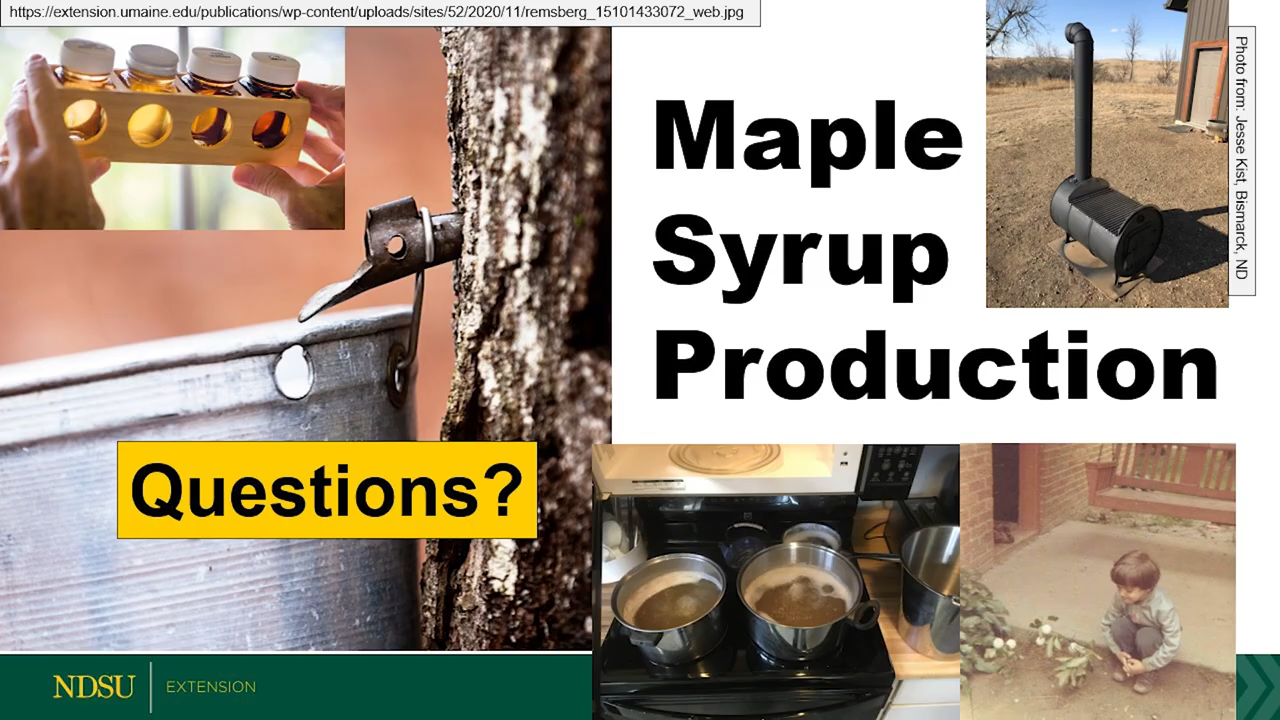 https://extension.umaine.edu/publications/wp-content/uploads/sites/52/2020/11/remsberg_15101433072_web.jpg
Maple
Syrup
Production
Photo from: Jesse Kist, Bismarck, ND
Questions?
NDSU EXTENSION